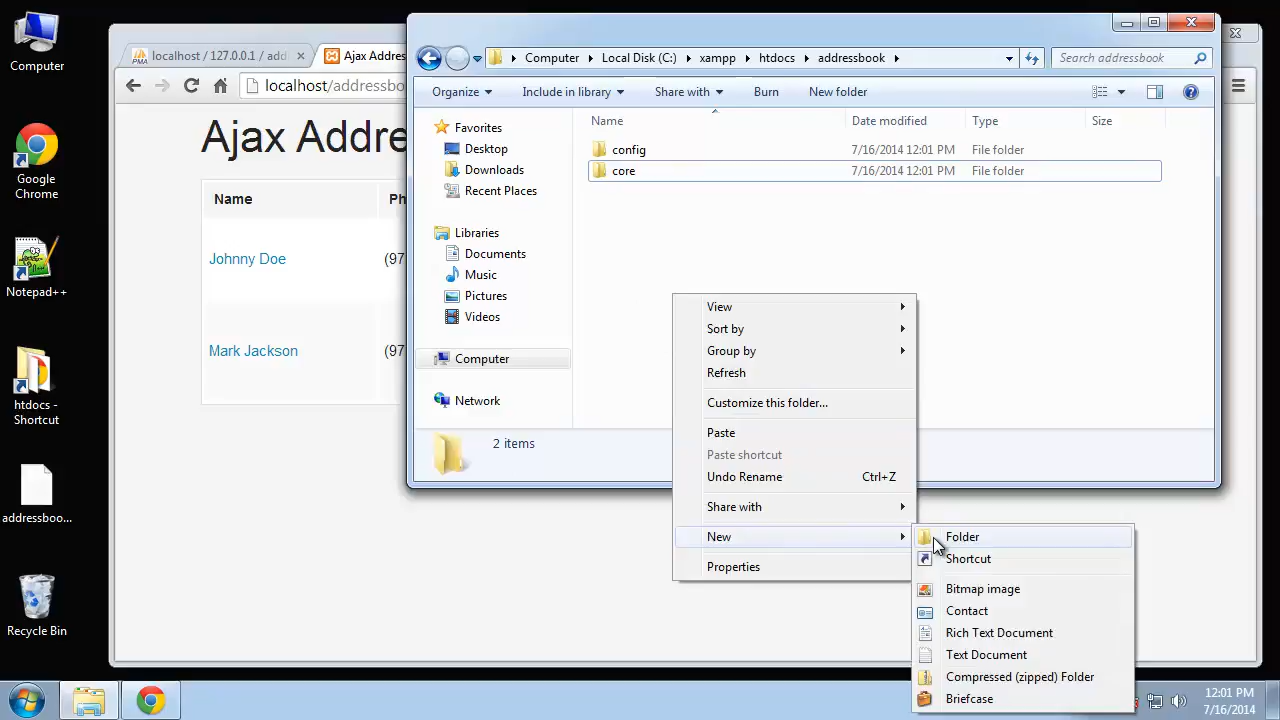 Computer
Google
Chrome
Notepad++
htdocs -
Shortcut
addressboo...
Recycle Bin
localhost / 127.0.0.1 / add
Ajax Addres
localhost/addressbo
Ajax Addre
Name
Ph
Johnny Doe
(97
Mark Jackson
(97
Computer
Local Disk (C:)
xampp
htdocs
addressbook
Search addressbook
Organize
Include in library
Share with
Burn
New folder
Favorites
Desktop
Downloads
Recent Places
Libraries
Documents
Music
Pictures
Videos
Computer
Network
Name
Date modified
Type
Size
config
7/16/2014 12:01 PM
File folder
core
7/16/2014 12:01 PM
File folder
2 items
View
Sort by
Group by
Refresh
Customize this folder...
Paste
Paste shortcut
Undo Rename
Ctrl+Z
Share with
New
Properties
Folder
Shortcut
Bitmap image
Contact
Rich Text Document
Text Document
Compressed (zipped) Folder
Briefcase
12:01 PM
7/16/2014